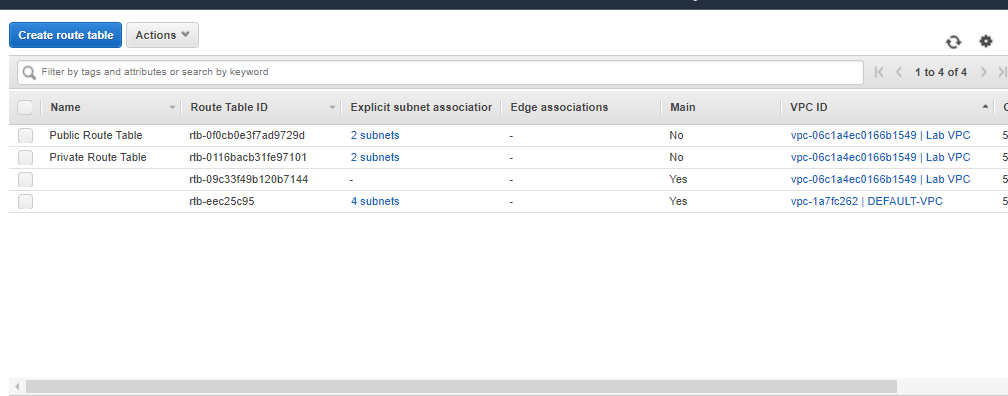 Create route table Actions
Filter by tags and attributes or search by keyword 1 to 4 of 4
Name Route Table ID Explicit subnet association Edge associations Main VPC ID
Public Route Table rtb-0f0cb0e3f7ad9729d 2 subnets - No vpc-06c1a4ec0166b1549 | Lab VPC 5
Private Route Table rtb-0116bacb31fe97101 2 subnets - No vpc-06c1a4ec0166b1549 | Lab VPC 5
rtb-09c33f49b120b7144 - - Yes vpc-06c1a4ec0166b1549 | Lab VPC 5
rtb-eec25c95 4 subnets - Yes vpc-1a7fc262 | DEFAULT-VPC 5